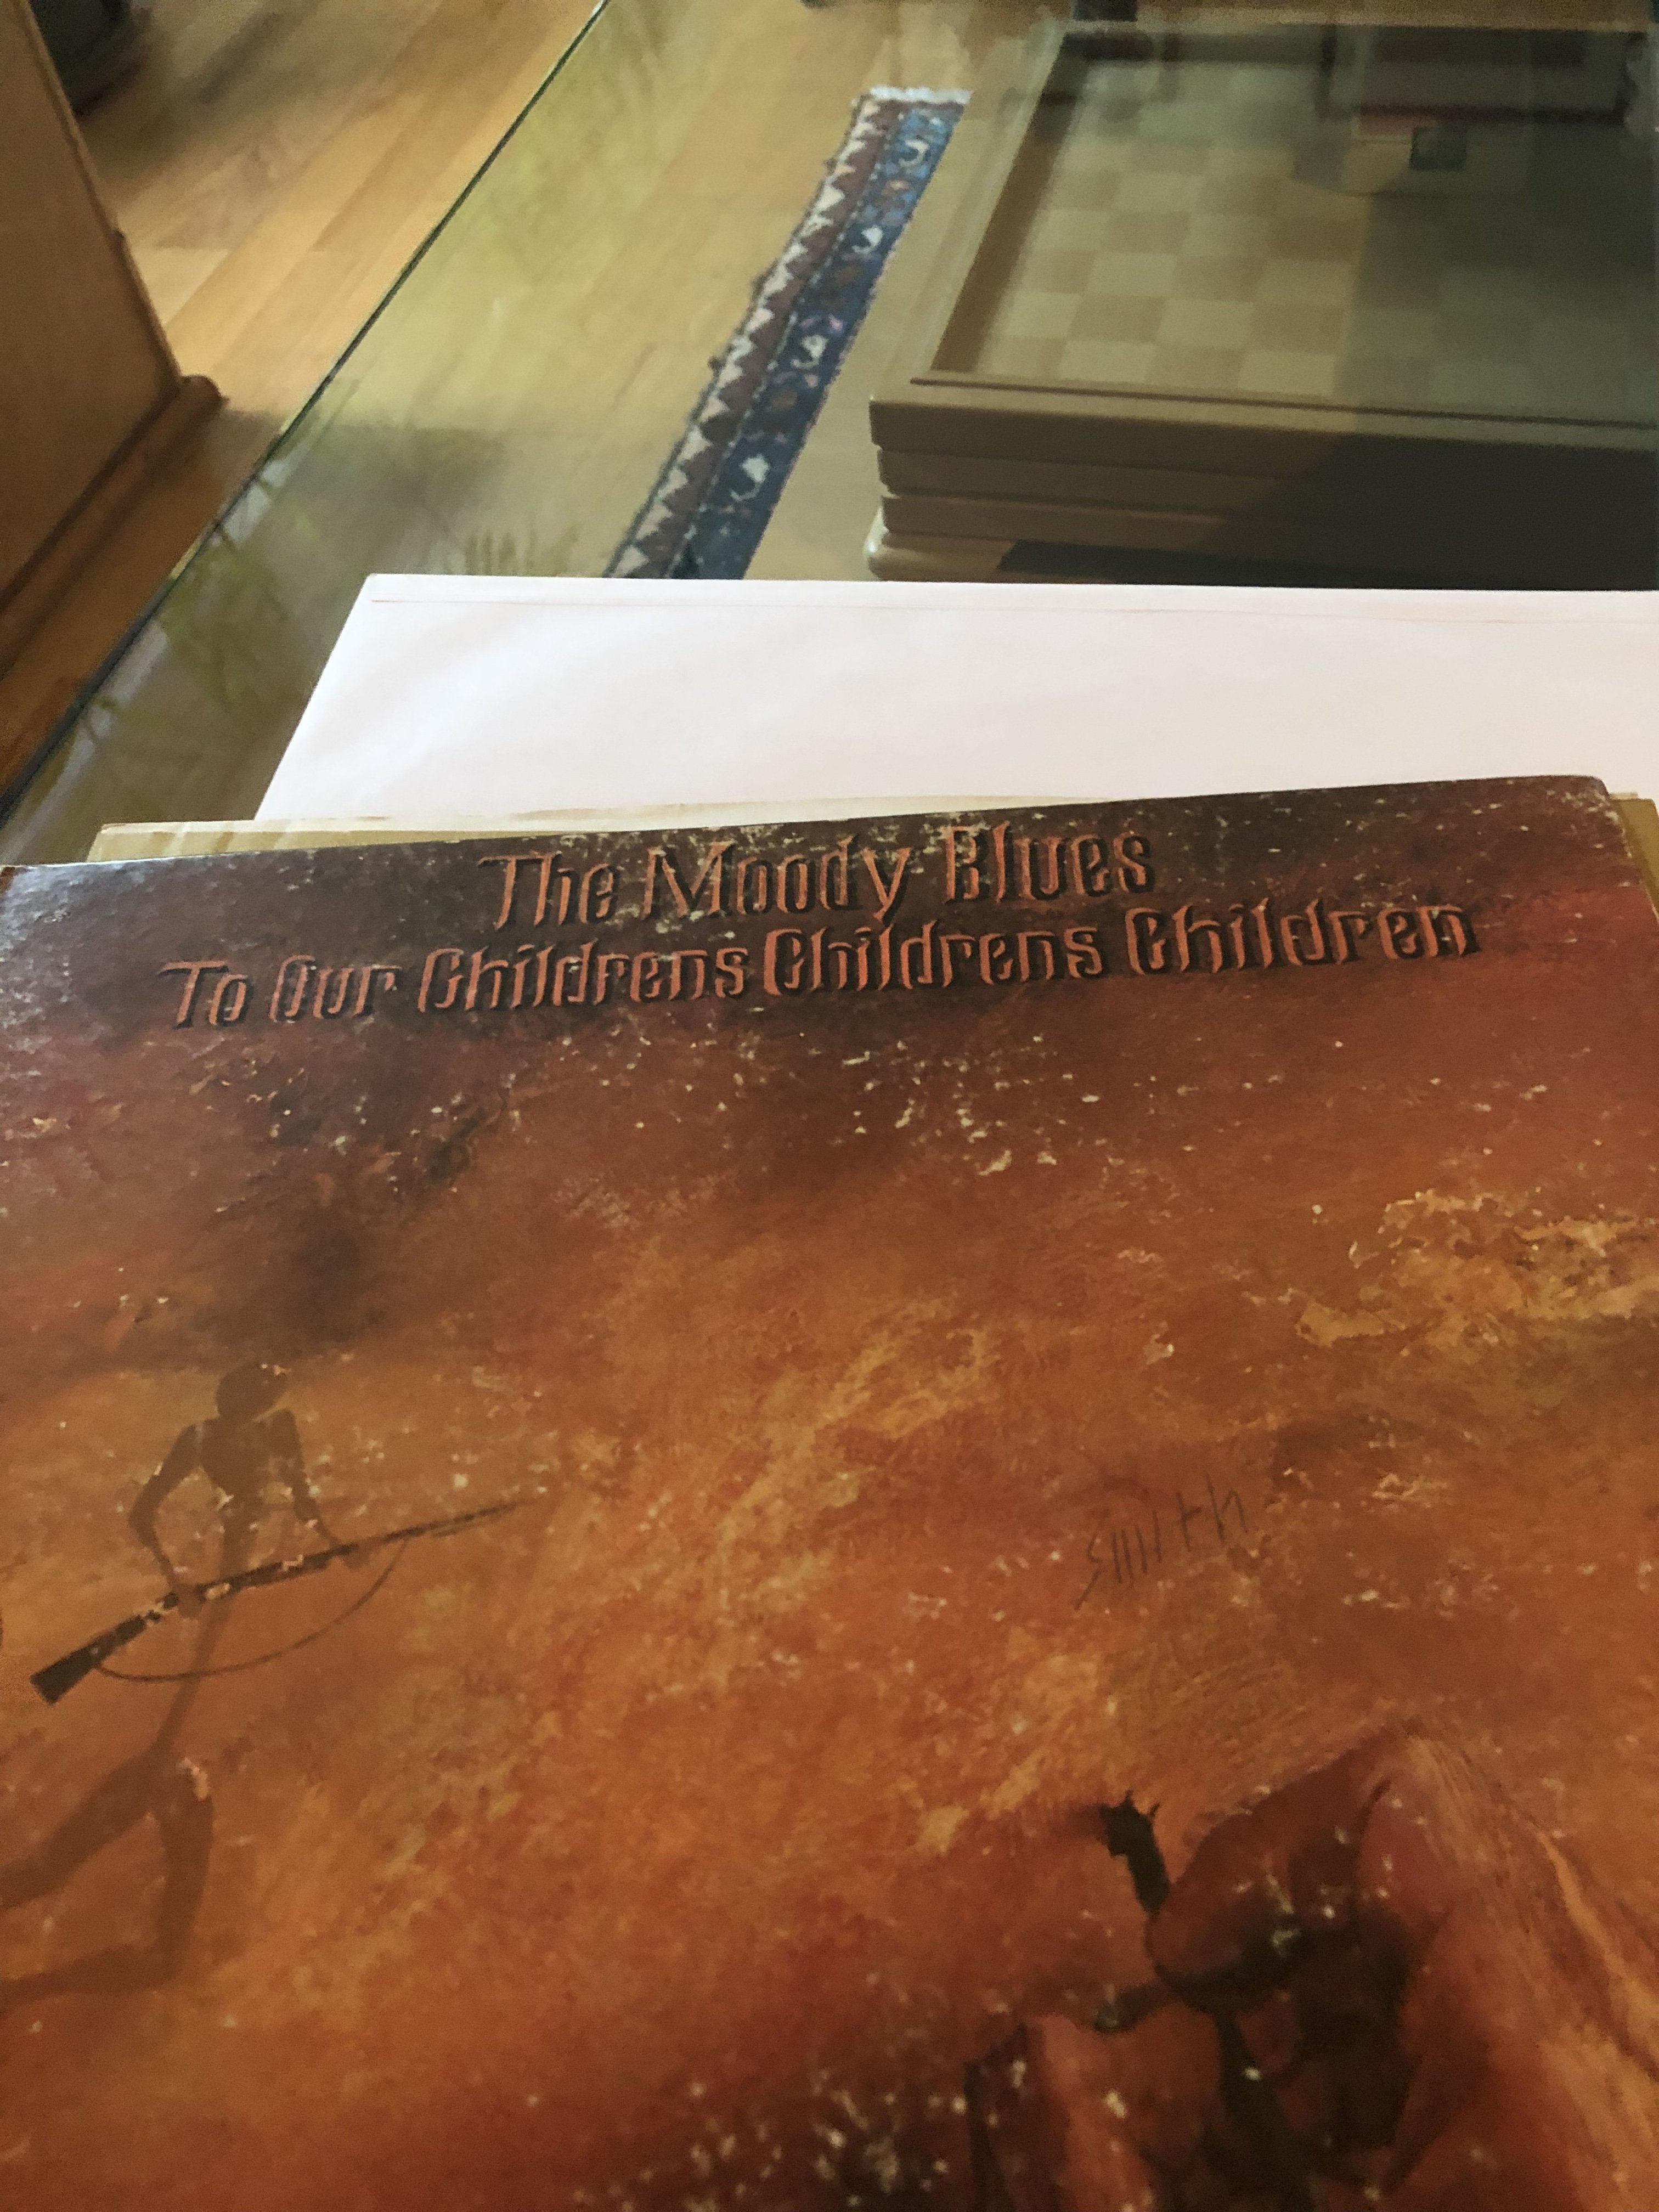 The Moody Blues
To Our Childrens Childrens Children
smith